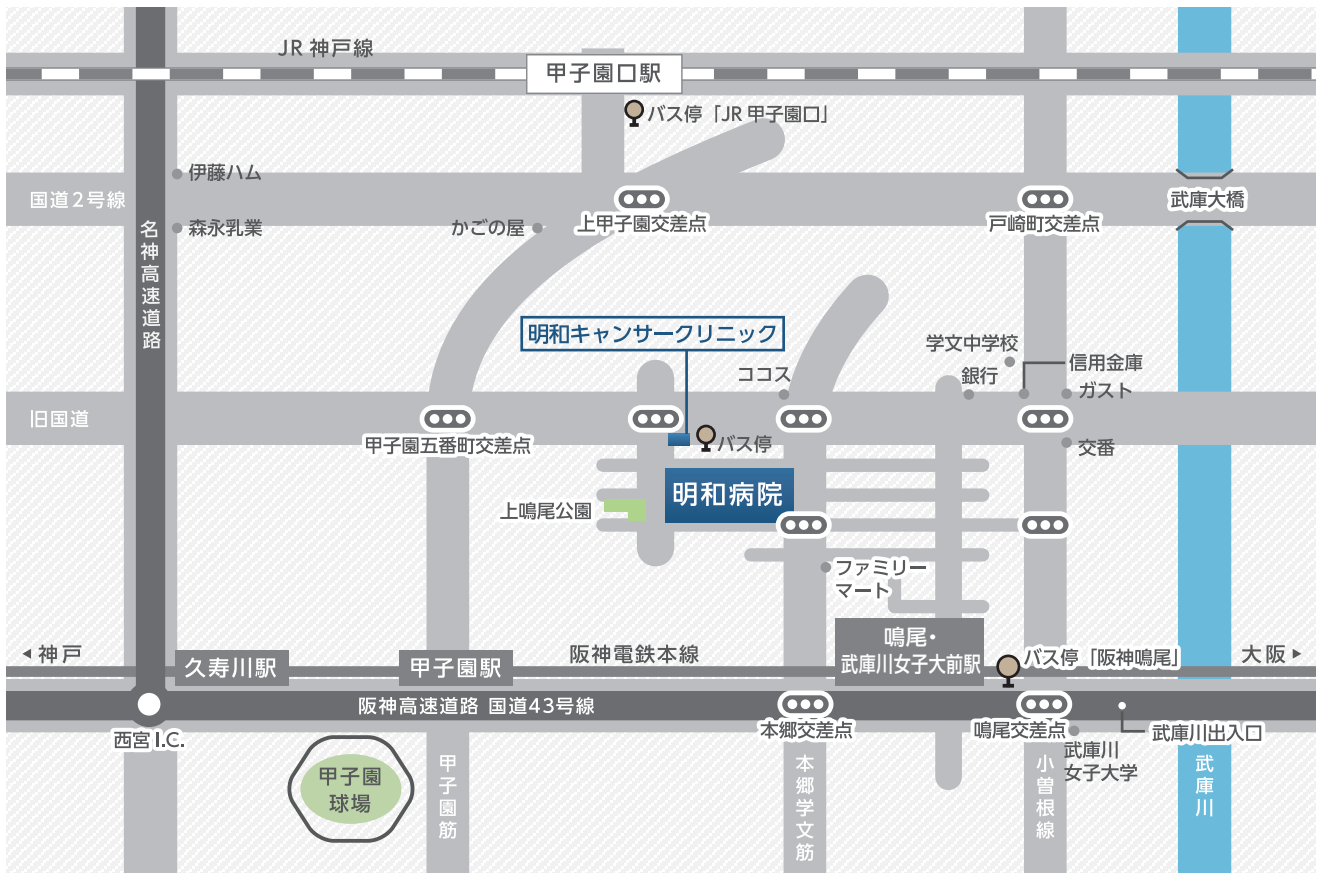 JR 神戸線
甲子園口駅
バス停「JR 甲子園口」
伊藤ハム
国道2号線
上甲子園交差点
戸崎町交差点
武庫大橋
森永乳業
かごの屋
名神高速道路
明和キャンサークリニック
学文中学校
信用金庫
ココス
銀行
ガスト
旧国道
甲子園五番町交差点
バス停
交番
明和病院
上鳴尾公園
ファミリー
マート
鳴尾・
武庫川女子大前駅
神戸
久寿川駅
甲子園駅
阪神電鉄本線
バス停「阪神鳴尾」
大阪
阪神高速道路 国道43号線
西宮 I.C.
本郷交差点
鳴尾交差点
武庫川出入口
武庫川
女子大学
甲子園
球場
甲子園筋
本郷学文筋
小曽根線
武庫川